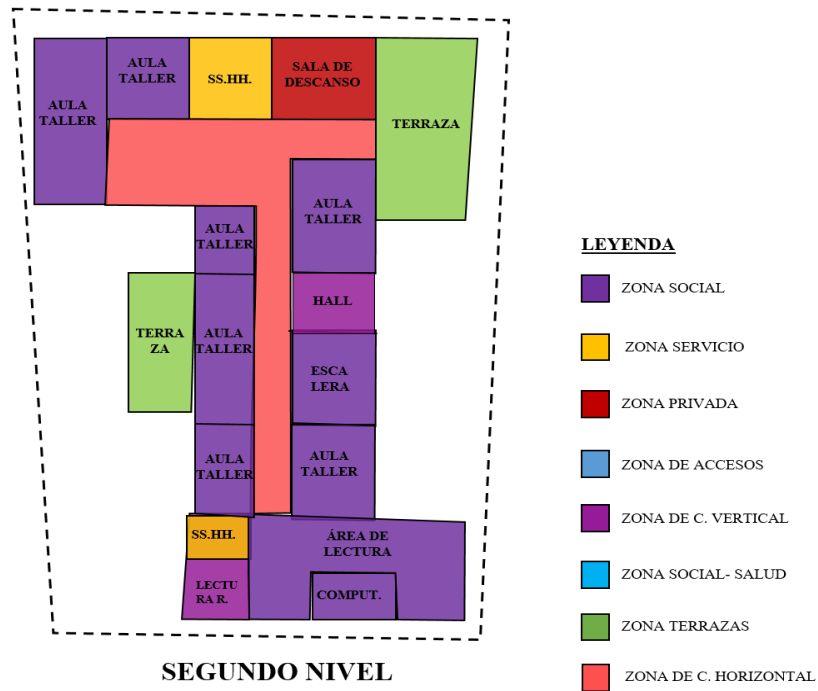 AULA
TALLER
AULA
TALLER
SS.HH.
SALA DE
DESCANSO
TERRAZA
AULA
TALLER
AULA
TALLER
HALL
TERRA
ZA
AULA
TALLER
ESCA
LERA
AULA
TALLER
AULA
TALLER
SS.HH.
ÁREA DE
LECTURA
LECTU
RA R.
COMPUT.
SEGUNDO NIVEL
LEYENDA
ZONA SOCIAL
ZONA SERVICIO
ZONA PRIVADA
ZONA DE ACCESOS
ZONA DE C. VERTICAL
ZONA SOCIAL- SALUD
ZONA TERRAZAS
ZONA DE C. HORIZONTAL